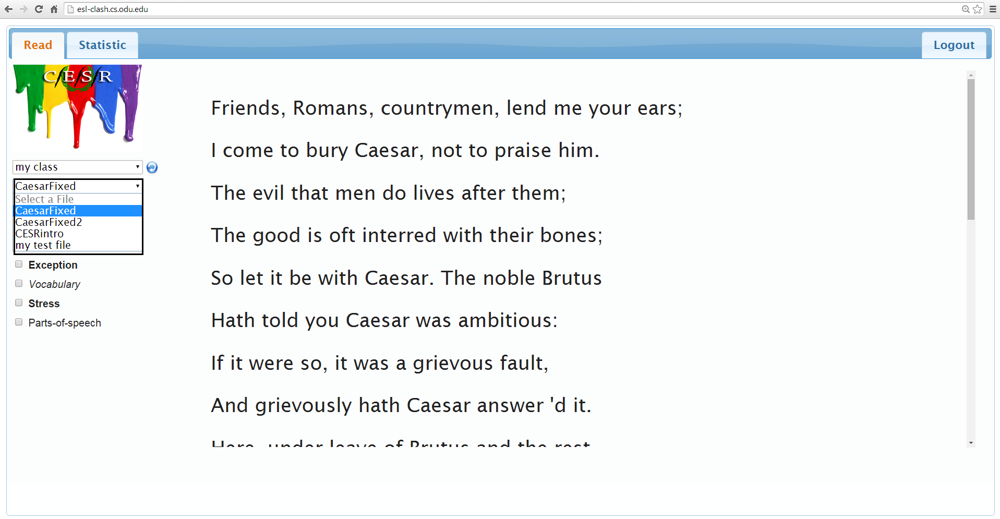 esl-clash.cs.odu.edu
Read
Statistic
Logout
C/E/S/R
my class
CaesarFixed
Select a File
CaesarFixed
CaesarFixed2
CESRintro
my test file
Exception
Vocabulary
Stress
Parts-of-speech
Friends, Romans, countrymen, lend me your ears;
I come to bury Caesar, not to praise him.
The evil that men do lives after them;
The good is oft interred with their bones;
So let it be with Caesar. The noble Brutus
Hath told you Caesar was ambitious:
If it were so, it was a grievous fault,
And grievously hath Caesar answer 'd it.
Here, under leave of Brutus and the rest